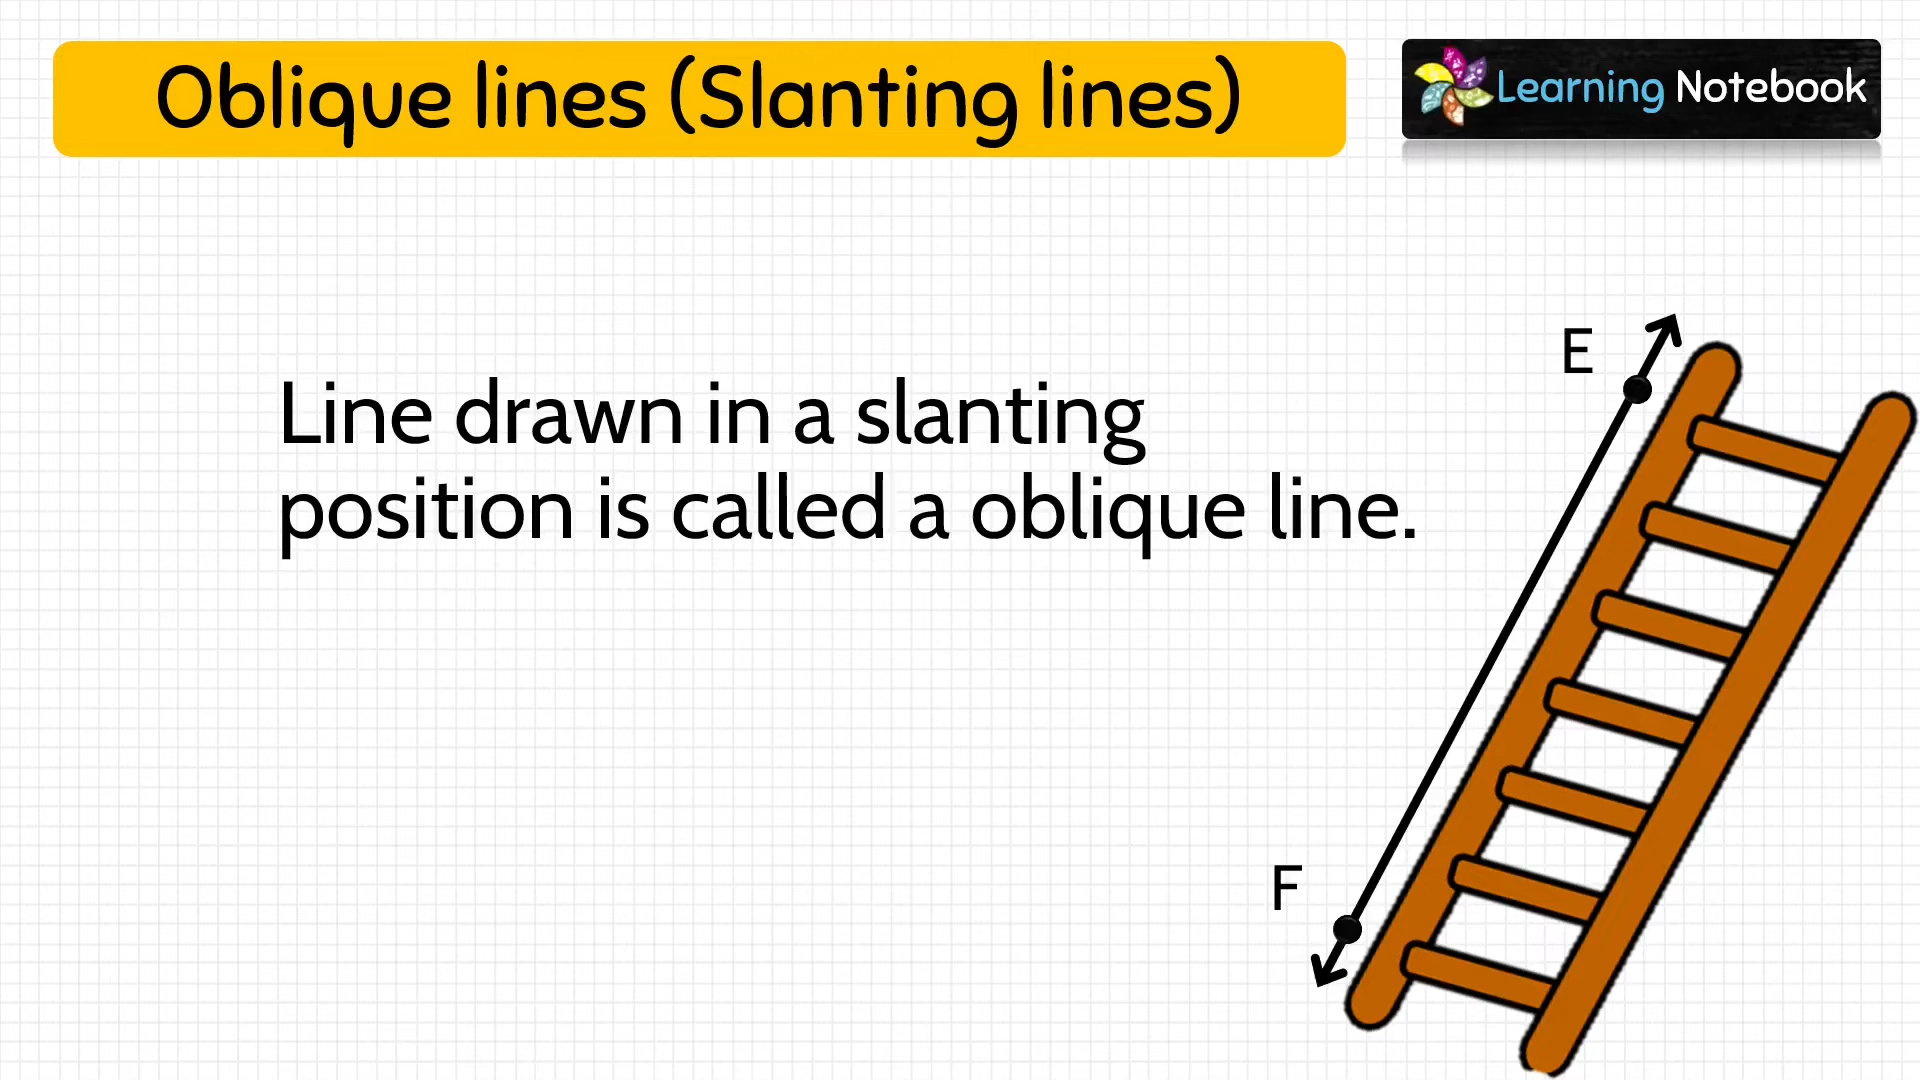 Oblique lines (Slanting lines)
Learning Notebook
E
Line drawn in a slanting
position is called a oblique line.
F